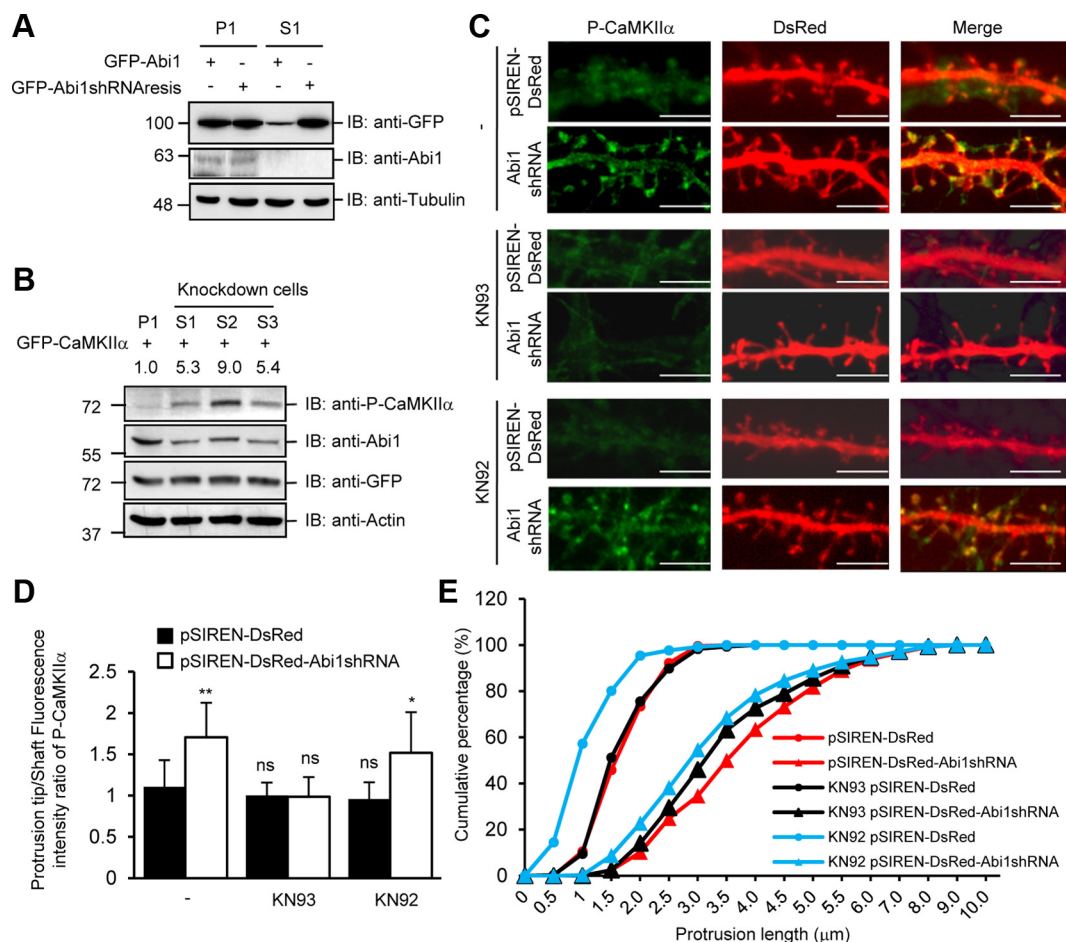 A
P1 S1
GFP-Abi1 + - + -
GFP-Abi1shRNAresis - + - +
100 IB: anti-GFP
63 IB: anti-Abi1
48 IB: anti-Tubulin
B
Knockdown cells
P1 S1 S2 S3
GFP-CaMKIIα + + + +
1.0 5.3 9.0 5.4
72 IB: anti-P-CaMKIIα
55 IB: anti-Abi1
72 IB: anti-GFP
37 IB: anti-Actin
C
P-CaMKIIα DsRed Merge
-
pSIREN-
DsRed
Abi1
shRNA
KN93
pSIREN-
DsRed
Abi1
shRNA
KN92
pSIREN-
DsRed
Abi1
shRNA
D
Protrusion tip/Shaft Fluorescence
intensity ratio of P-CaMKIIα
pSIREN-DsRed
pSIREN-DsRed-Abi1shRNA
2.5
2
1.5
1
0.5
0
** ns ns ns *
- KN93 KN92
E
Cumulative percentage (%)
120
100
80
60
40
20
0
pSIREN-DsRed
pSIREN-DsRed-Abi1shRNA
KN93 pSIREN-DsRed
KN93 pSIREN-DsRed-Abi1shRNA
KN92 pSIREN-DsRed
KN92 pSIREN-DsRed-Abi1shRNA
0 0.5 1 1.5 2.0 2.5 3.0 3.5 4.0 4.5 5.0 5.5 6.0 7.0 8.0 9.0 10.0
Protrusion length (μm)